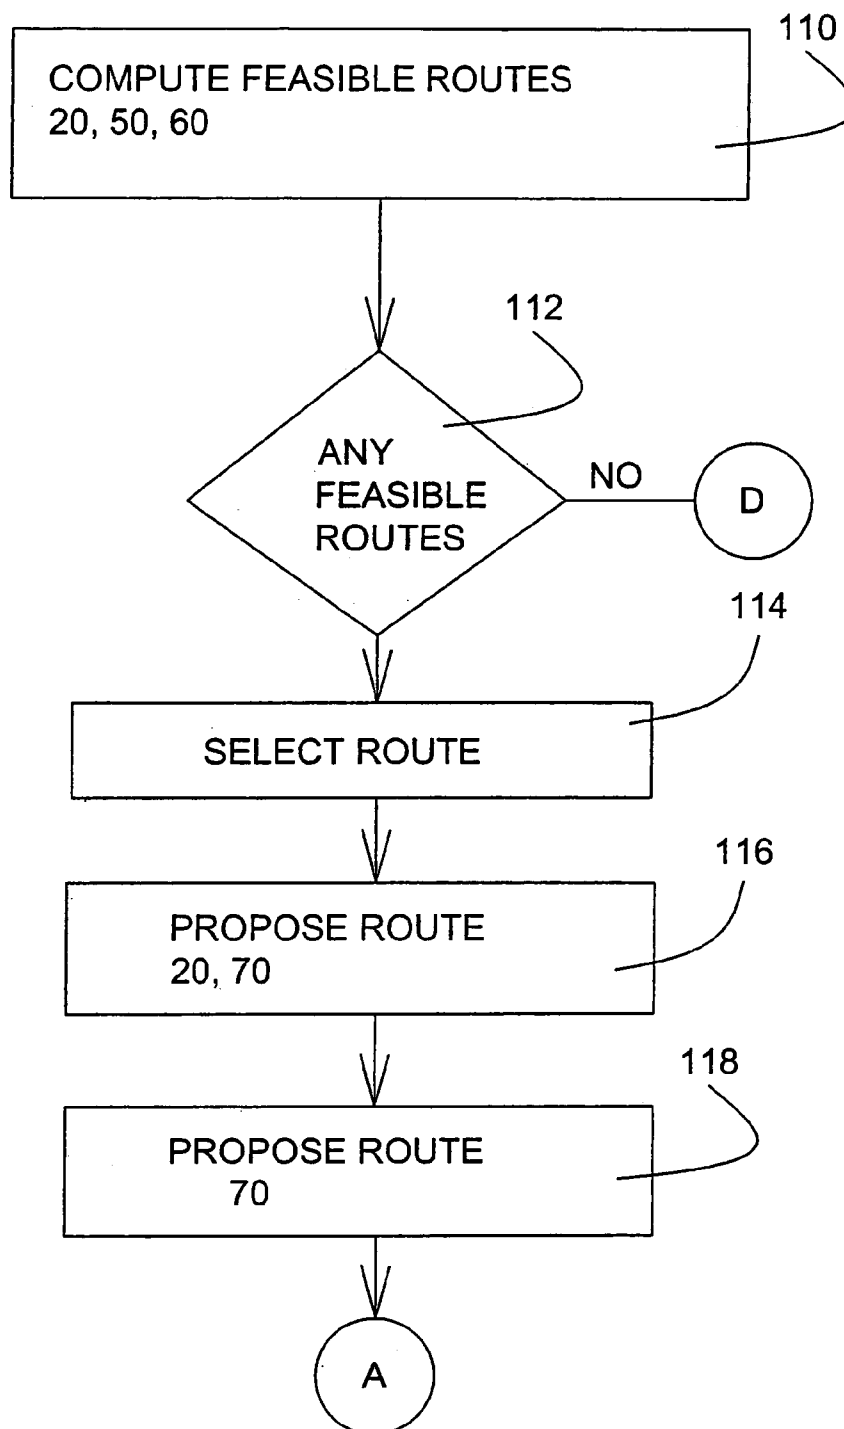 110
COMPUTE FEASIBLE ROUTES
20, 50, 60
112
ANY
FEASIBLE
ROUTES
NO
D
114
SELECT ROUTE
116
PROPOSE ROUTE
20, 70
118
PROPOSE ROUTE
70
A